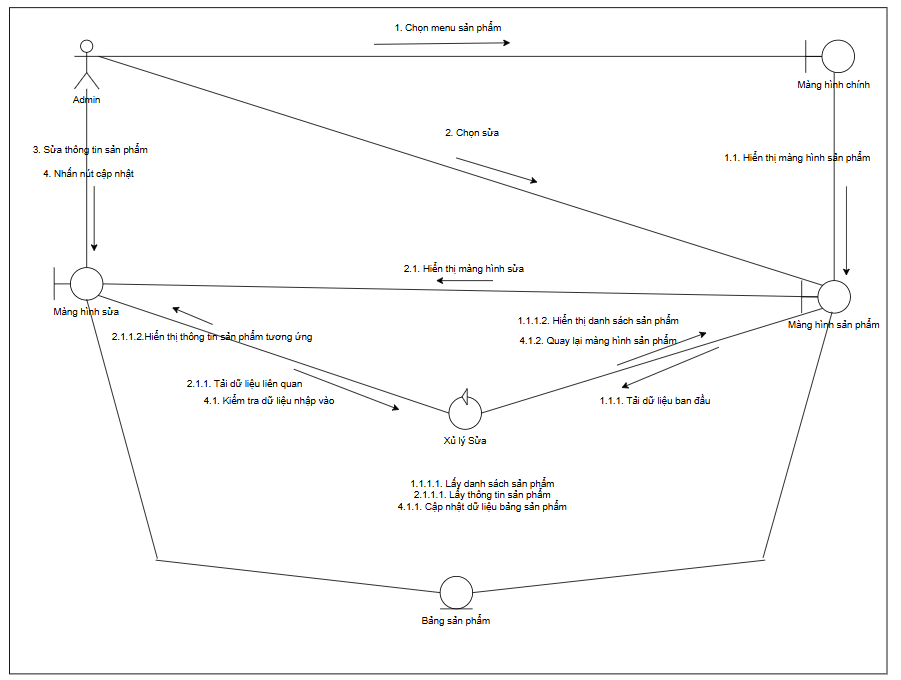 1. Chọn menu sản phẩm
Màng hình chính
Admin
2. Chọn sửa
3. Sửa thông tin sản phẩm
1.1. Hiển thị màng hình sản phẩm
4. Nhấn nút cập nhật
2.1. Hiển thị màng hình sửa
Màng hình sửa
1.1.1.2. Hiển thị danh sách sản phẩm
Màng hình sản phẩm
2.1.1.2.Hiển thị thông tin sản phẩm tương ứng
4.1.2. Quay lại màng hình sản phẩm
2.1.1. Tải dữ liệu liên quan
4.1. Kiểm tra dữ liệu nhập vào
1.1.1. Tải dữ liệu ban đầu
Xủ lý Sửa
1.1.1.1. Lấy danh sách sản phẩm
2.1.1.1. Lấy thông tin sản phẩm
4.1.1. Cập nhật dữ liệu bảng sản phẩm
Bảng sản phẩm